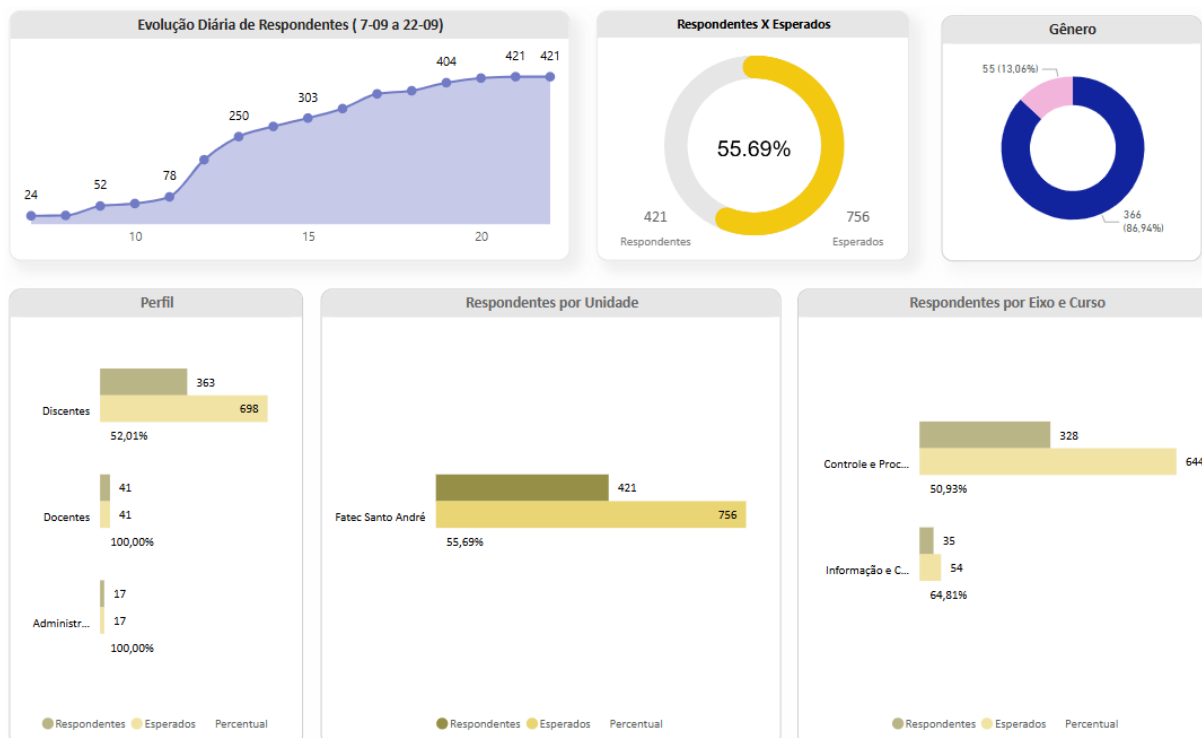 Evolução Diária de Respondentes ( 7-09 a 22-09)
24
52
78
250
303
404
421
421
10
15
20
Respondentes X Esperados
55.69%
421
Respondentes
756
Esperados
Gênero
55 (13,06%)
366
(86,94%)
Perfil
Discentes
363
698
52,01%
Docentes
41
41
100,00%
Administr...
17
17
100,00%
Respondentes
Esperados
Percentual
Respondentes por Unidade
Fatec Santo André
421
756
55,69%
Respondentes
Esperados
Percentual
Respondentes por Eixo e Curso
Controle e Proc...
328
644
50,93%
Informação e C...
35
54
64,81%
Respondentes
Esperados
Percentual